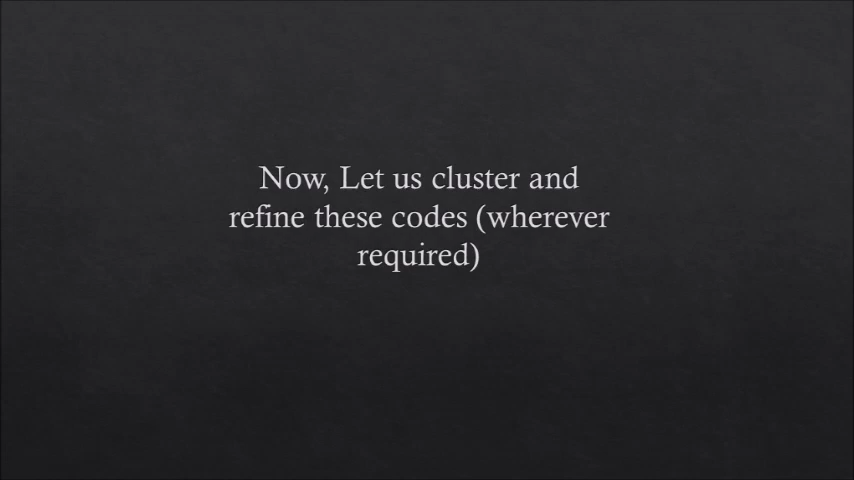 Now, Let us cluster and
refine these codes (wherever
required)